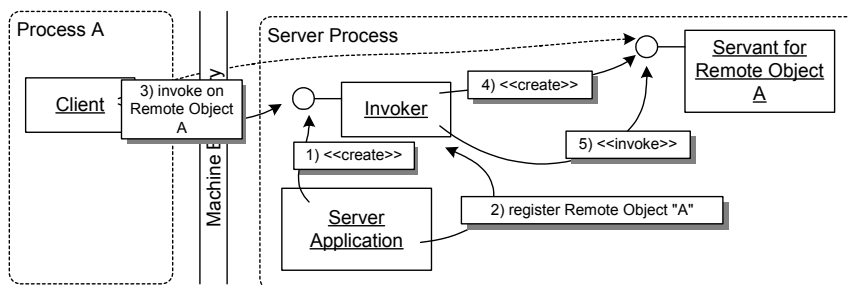 Process A
Server Process
Client
3) invoke on
Remote Object
A
Machine
y
Invoker
4) <<create>>
Servant for
Remote Object
A
1) <<create>>
5) <<invoke>>
Server
Application
2) register Remote Object "A"